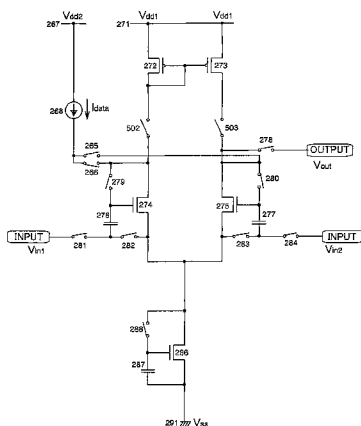 Vdd2 Vdd1 Vdd1
267 271
272 273
268 Idata
502 503
278
265 OUTPUT
266 Vout
279 280
274 275
276 277
INPUT 281 282 283 284 INPUT
Vin1 Vin2
288
296
287
291 Vss